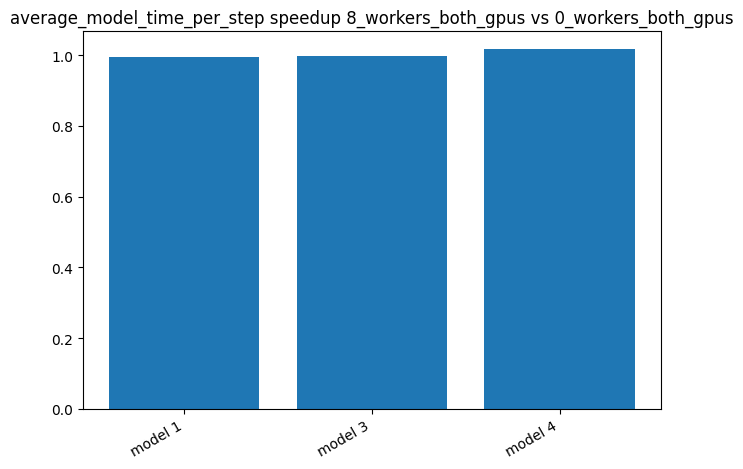 average_model_time_per_step speedup 8_workers_both_gpus vs 0_workers_both_gpus
1.0
0.8
0.6
0.4
0.2
0.0
model 1
model 3
model 4